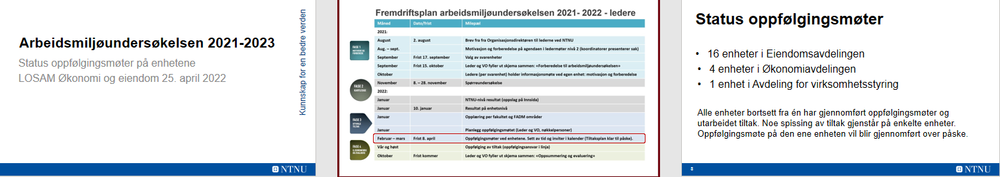 Arbeidsmiljøundersøkelsen 2021-2023
Status oppfølgingsmøter på enhetene
LOSAM Økonomi og eiendom 25. april 2022
Kunnskap for en bedre verden
NTNU
Fremdriftsplan arbeidsmiljøundersøkelsen 2021- 2022 - ledere
Måned Dato/frist Milepæl
2021:
FASE 1
August 2. august Brev fra fra Organisasjonsdirektøren til lederne ved NTNU
Aug. – sept. Motivasjon og forberedelse på agendaen i ledermøter nivå 2 (koordinatorer presenterer sak)
September Frist 17. september Valg av svarenheter
September Frist 15. oktober Leder og VO fyller ut skjema sammen: «Forberedelse til arbeidsmiljøundersøkelsen»
Oktober Ledere (per svarenhet) holder informasjonsmøte ved egen enhet: motivasjon og forberedelse
FASE 2
KARTLEGGE
November 8. – 28. november Spørreundersøkelse
2022:
Januar NTNU-nivå resultat (oppslag på Innsida)
Januar 10. januar Resultat på enhetsnivå
FASE 3
UTVIKLE
TILTAK
Januar Opplæring per fakultet og FADM områder
Januar Planlegg oppfølgingsmøtet (Leder og VO, nøkkelpersoner)
Februar – mars Frist 8. april Oppfølgingsmøter ved enhetene. Sett av tid og inviter i kalender (Tiltaksplan klar til påske).
FASE 4
GJENNOMFØRE
OG EVALUERE
Vår og høst Oppfølging av tiltak (oppfølgingsansvar i linja)
Oktober Frist kommer Leder og VO fyller ut skjema sammen: «Oppsummering og evaluering»
Status oppfølgingsmøter
• 16 enheter i Eiendomsavdelingen
• 4 enheter i Økonomiavdelingen
• 1 enhet i Avdeling for virksomhetsstyring
Alle enheter bortsett fra én har gjennomført oppfølgingsmøter og
utarbeidet tiltak. Noe spissing av tiltak gjenstår på enkelte enheter.
Oppfølgingsmøte på den ene enheten vil blir gjennomført over påske.
8
NTNU